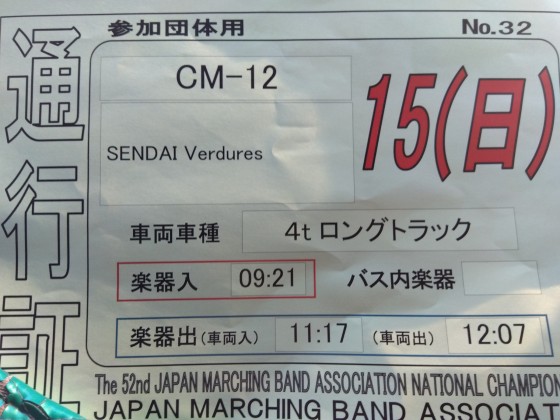 通行証
参加団体用 No.32
CM-12
15(日)
SENDAI Verdures
車両車種 4t ロングトラック
楽器入 09:21 バス内楽器
楽器出(車両入) 11:17 (車両出) 12:07
The 52nd JAPAN MARCHING BAND ASSOCIATION NATIONAL CHAMPION
JAPAN MARCHING BAND ASSOCIA